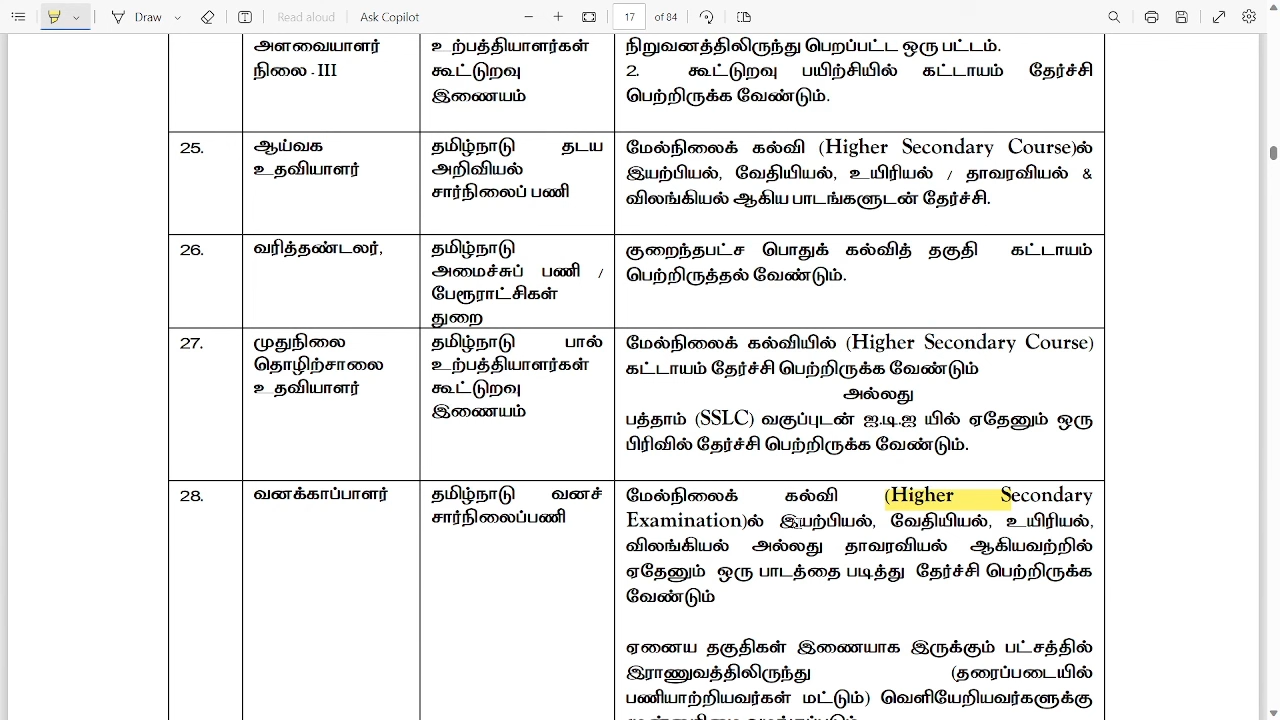 Draw
Read aloud
Ask Copilot
17 of 84
அளவையாளர்
நிலை - III
உற்பத்தியாளர்கள்
கூட்டுறவு
இணையம்
நிறுவனத்திலிருந்து பெறப்பட்ட ஒரு பட்டம்.
2. கூட்டுறவு பயிற்சியில் கட்டாயம் தேர்ச்சி
பெற்றிருக்க வேண்டும்.
25.
ஆய்வக
உதவியாளர்
தமிழ்நாடு தடய
அறிவியல்
சார்நிலைப் பணி
மேல்நிலைக் கல்வி (Higher Secondary Course)ல்
இயற்பியல், வேதியியல், உயிரியல் / தாவரவியல் &
விலங்கியல் ஆகிய பாடங்களுடன் தேர்ச்சி.
26.
வரித்தண்டலர்,
தமிழ்நாடு
அமைச்சுப் பணி /
பேரூராட்சிகள்
துறை
குறைந்தபட்ச பொதுக் கல்வித் தகுதி கட்டாயம்
பெற்றிருத்தல் வேண்டும்.
27.
முதுநிலை
தொழிற்சாலை
உதவியாளர்
தமிழ்நாடு பால்
உற்பத்தியாளர்கள்
கூட்டுறவு
இணையம்
மேல்நிலைக் கல்வியில் (Higher Secondary Course)
கட்டாயம் தேர்ச்சி பெற்றிருக்க வேண்டும்
அல்லது
பத்தாம் (SSLC) வகுப்புடன் ஐ.டி.ஐ யில் ஏதேனும் ஒரு
பிரிவில் தேர்ச்சி பெற்றிருக்க வேண்டும்.
28.
வனக்காப்பாளர்
தமிழ்நாடு வனச்
சார்நிலைப்பணி
மேல்நிலைக் கல்வி (Higher Secondary
Examination)ல் இயற்பியல், வேதியியல், உயிரியல்,
விலங்கியல் அல்லது தாவரவியல் ஆகியவற்றில்
ஏதேனும் ஒரு பாடத்தை படித்து தேர்ச்சி பெற்றிருக்க
வேண்டும்
ஏனைய தகுதிகள் இணையாக இருக்கும் பட்சத்தில்
இராணுவத்திலிருந்து (தரைப்படையில்
பணியாற்றியவர்கள் மட்டும்) வெளியேறியவர்களுக்கு